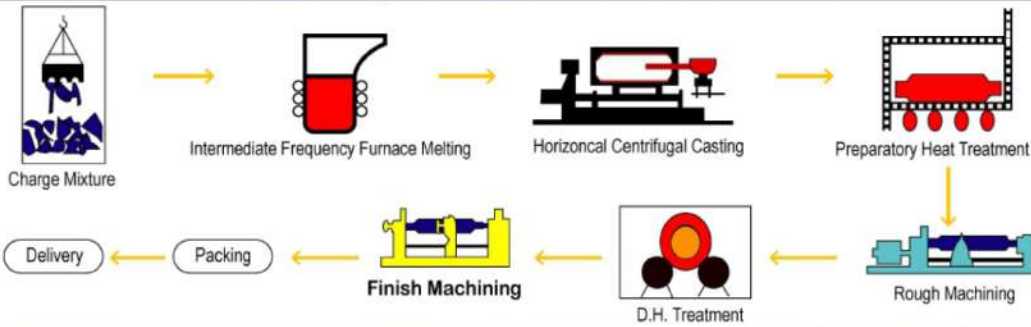 Charge Mixture
Intermediate Frequency Furnace Melting
Horizoncal Centrifugal Casting
Preparatory Heat Treatment
Rough Machining
D.H. Treatment
Finish Machining
Packing
Delivery